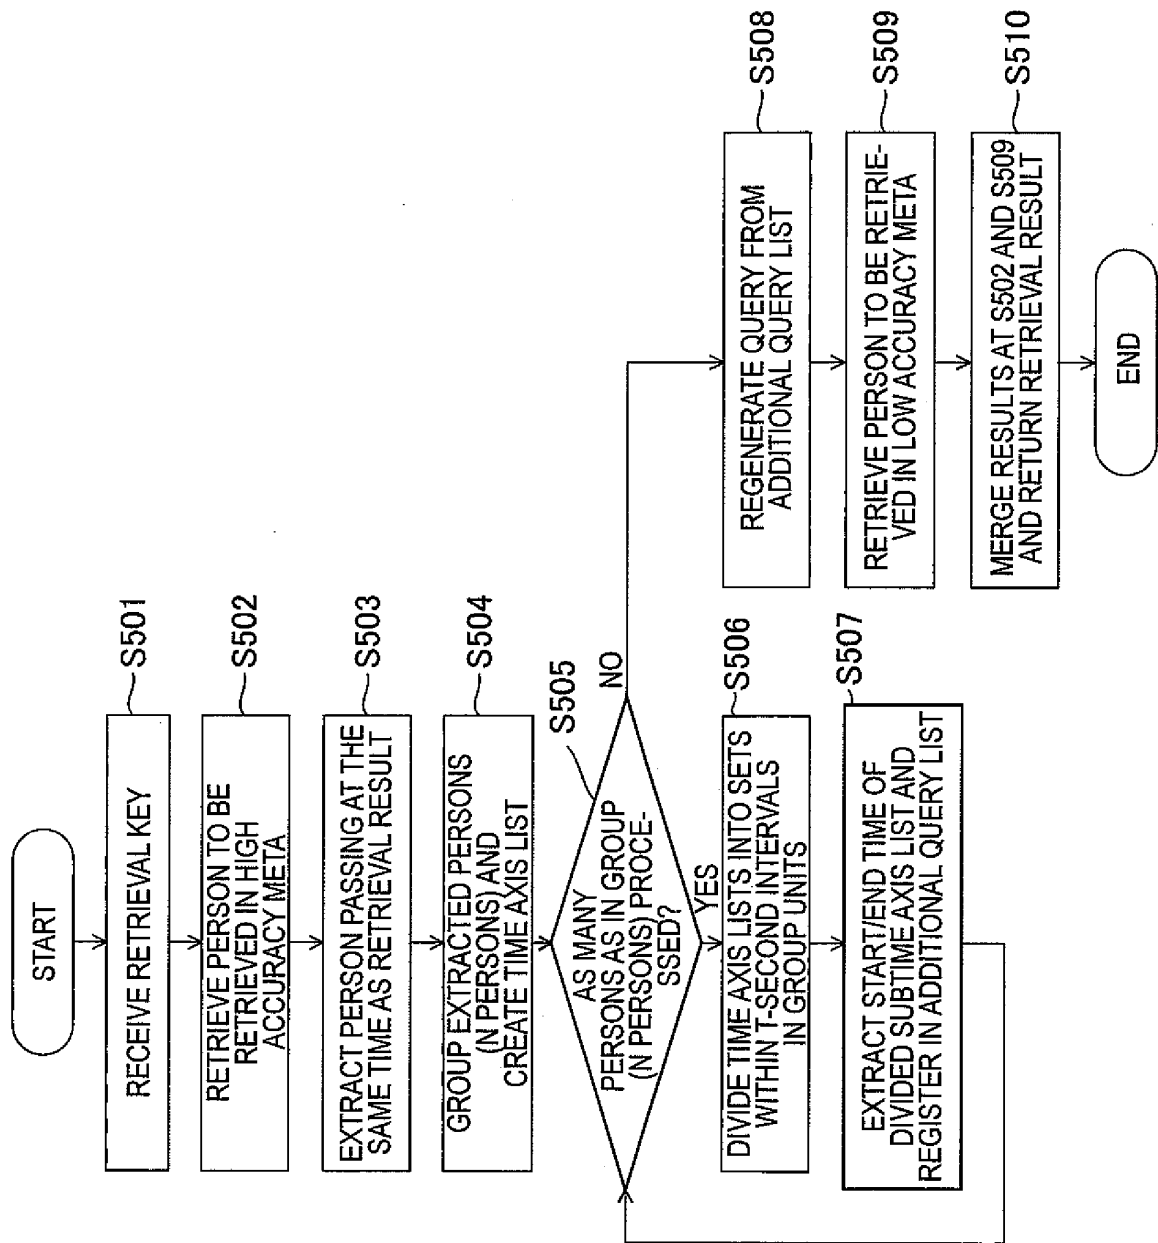 START
RECEIVE RETRIEVAL KEY
S501
RETRIEVE PERSON TO BE
RETRIEVED IN HIGH
ACCURACY META
S502
EXTRACT PERSON PASSING AT THE
SAME TIME AS RETRIEVAL RESULT
S503
GROUP EXTRACTED PERSONS
(N PERSONS) AND
CREATE TIME AXIS LIST
S504
AS MANY
PERSONS AS IN GROUP
(N PERSONS) PROCE-
SSED?
S505
NO
YES
DIVIDE TIME AXIS LISTS INTO SETS
WITHIN T-SECOND INTERVALS
IN GROUP UNITS
S506
EXTRACT START/END TIME OF
DIVIDED SUBTIME AXIS LIST AND
REGISTER IN ADDITIONAL QUERY LIST
S507
REGENERATE QUERY FROM
ADDITIONAL QUERY LIST
S508
RETRIEVE PERSON TO BE RETRIE-
VED IN LOW ACCURACY META
S509
MERGE RESULTS AT S502 AND S509
AND RETURN RETRIEVAL RESULT
S510
END